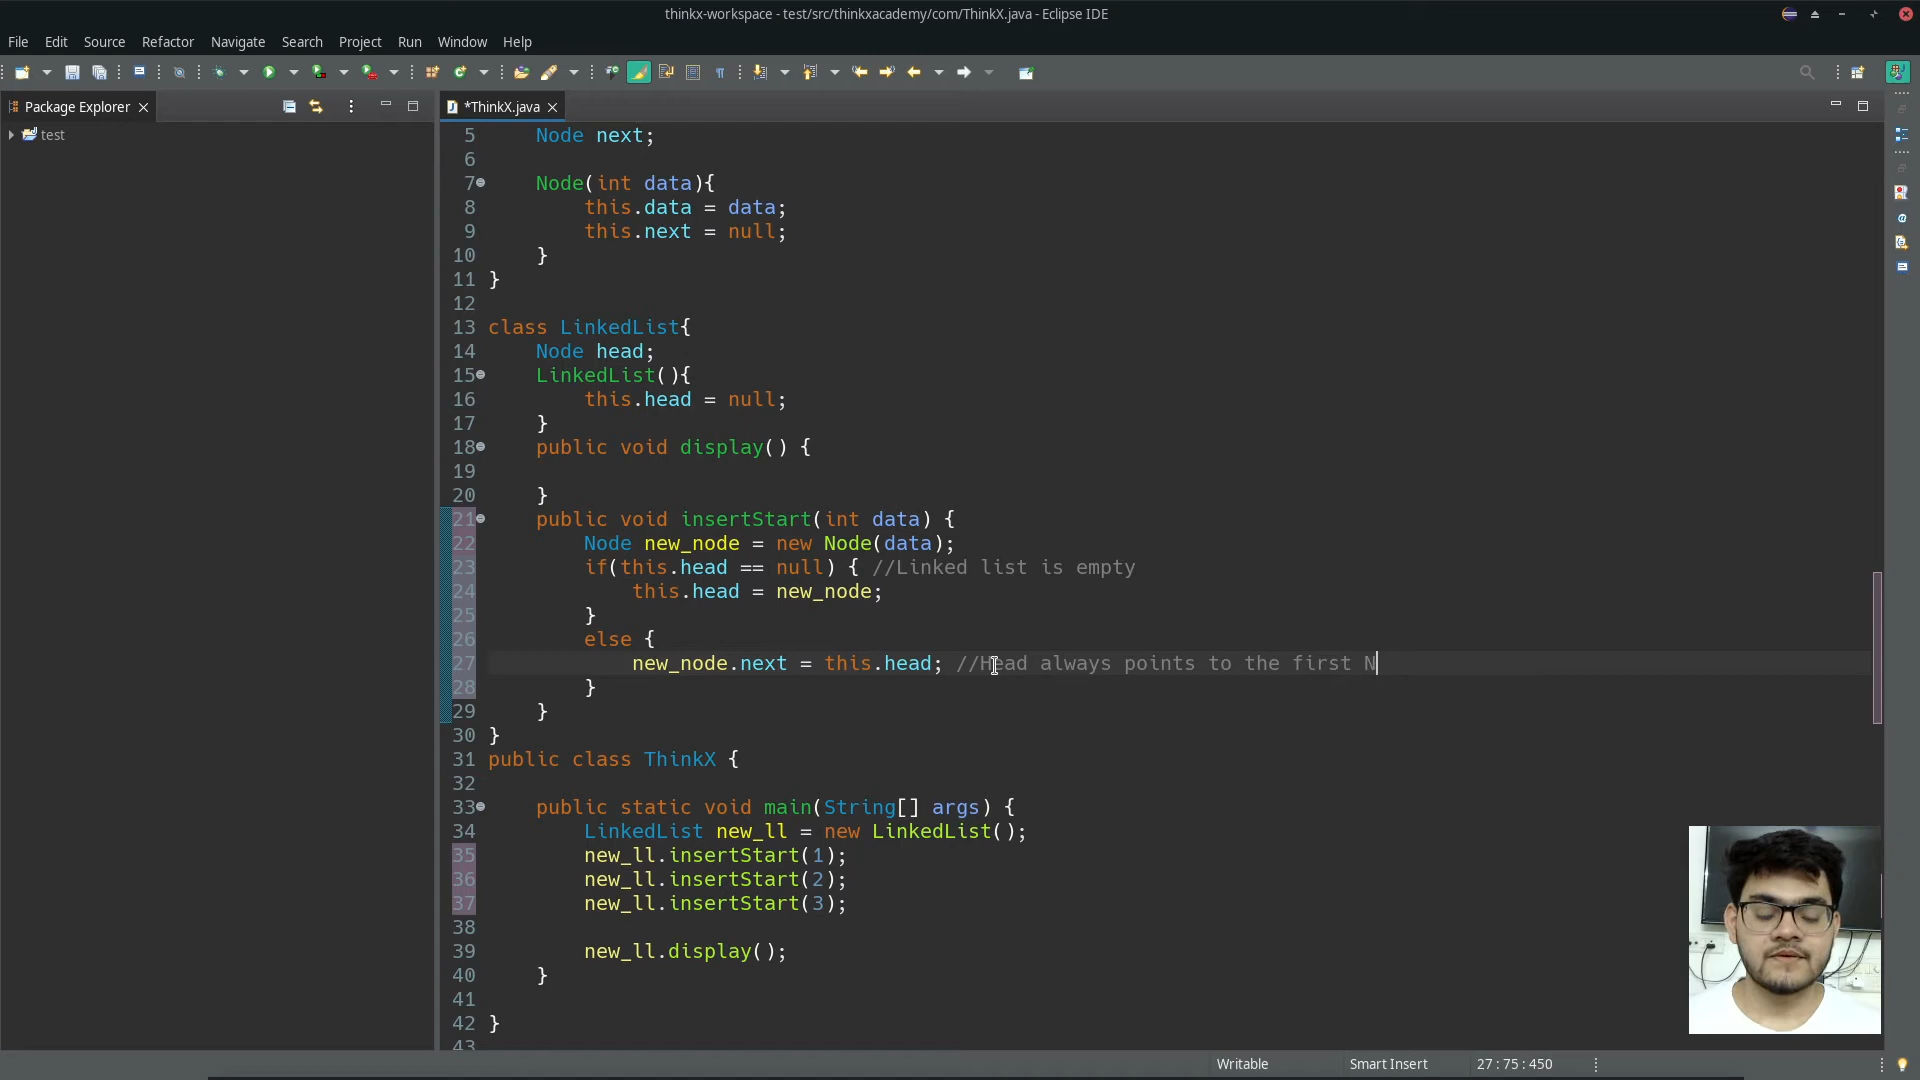 thinkx-workspace - test/src/thinkxacademy/com/ThinkX.java - Eclipse IDE
File Edit Source Refactor Navigate Search Project Run Window Help
Package Explorer
*ThinkX.java
test
5 Node next;
6
7 Node(int data){
8 this.data = data;
9 this.next = null;
10 }
11 }
12
13 class LinkedList{
14 Node head;
15 LinkedList(){
16 this.head = null;
17 }
18 public void display() {
19
20 }
21 public void insertStart(int data) {
22 Node new_node = new Node(data);
23 if(this.head == null) { //Linked list is empty
24 this.head = new_node;
25 }
26 else {
27 new_node.next = this.head; //Head always points to the first N
28 }
29 }
30 }
31 public class ThinkX {
32
33 public static void main(String[] args) {
34 LinkedList new_ll = new LinkedList();
35 new_ll.insertStart(1);
36 new_ll.insertStart(2);
37 new_ll.insertStart(3);
38
39 new_ll.display();
40 }
41
42 }
43
Writable Smart Insert 27 : 75 : 450